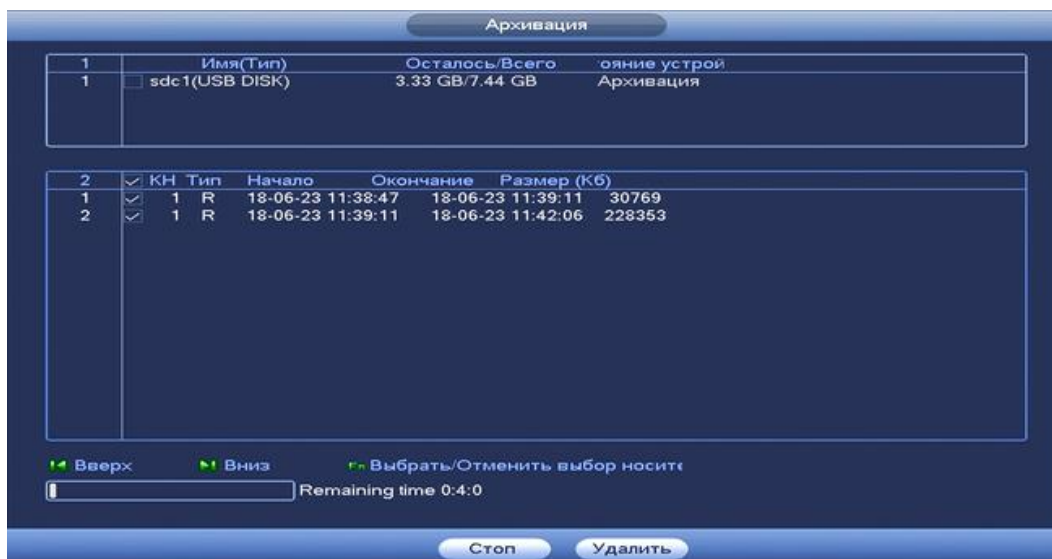 Архивация
1 Имя(Тип) Осталось/Всего ояние устрой
1 sdc1(USB DISK) 3.33 GB/7.44 GB Архивация
2 КН Тип Начало Окончание Размер (Кб)
1 1 R 18-06-23 11:38:47 18-06-23 11:39:11 30769
2 1 R 18-06-23 11:39:11 18-06-23 11:42:06 228353
Вверх Вниз Fn Выбрать/Отменить выбор носите
Remaining time 0:4:0
Стоп Удалить